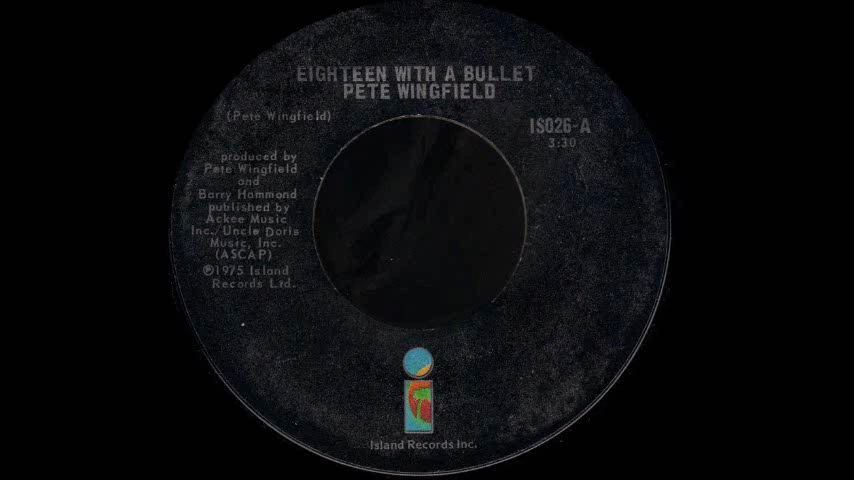 EIGHTEEN WITH A BULLET
PETE WINGFIELD
(Pete Wingfield)
IS026-A
3:30
produced by
Pete Wingfield
and
Barry Hammond
published by
Ackee Music
Inc./Uncle Doris
Music, Inc.
(ASCAP)
℗1975 Island
Records Ltd.
Island Records Inc.